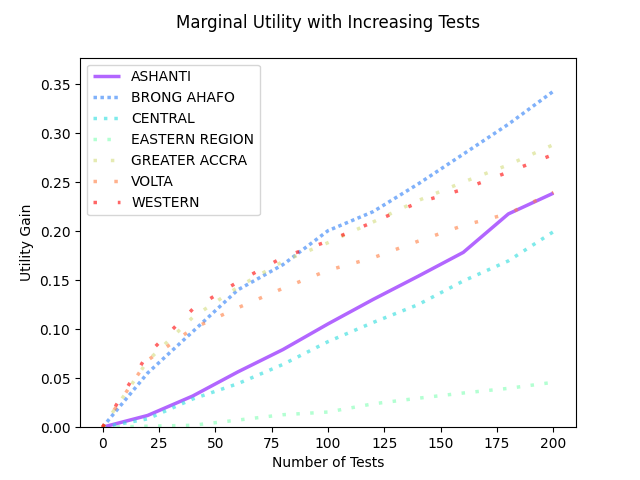 Marginal Utility with Increasing Tests
ASHANTI
BRONG AHAFO
CENTRAL
EASTERN REGION
GREATER ACCRA
VOLTA
WESTERN
0.35
0.30
0.25
0.20
0.15
0.10
0.05
0.00
Utility Gain
0 25 50 75 100 125 150 175 200
Number of Tests